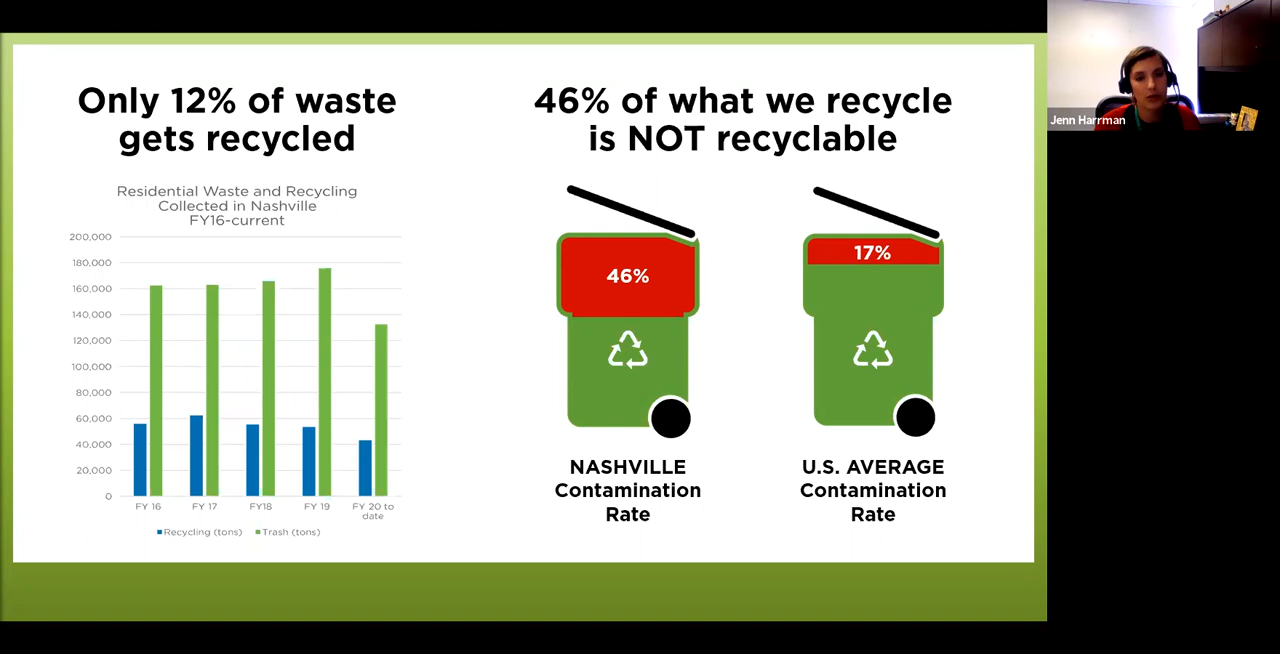 Only 12% of waste
gets recycled
Residential Waste and Recycling
Collected in Nashville
FY16-current
200,000
180,000
160,000
140,000
120,000
100,000
80,000
60,000
40,000
20,000
0
FY 16
FY 17
FY18
FY 19
FY 20 to
date
Recycling (tons)
Trash (tons)
46% of what we recycle
is NOT recyclable
46%
17%
NASHVILLE
Contamination
Rate
U.S. AVERAGE
Contamination
Rate
Jenn Harrman